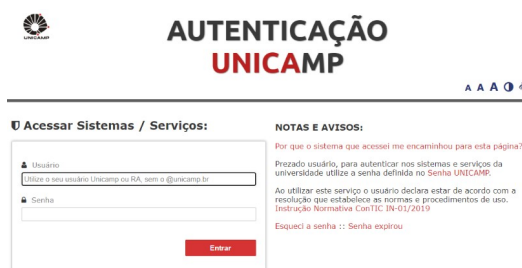 UNICAMP
AUTENTICAÇÃO
UNICAMP
A A A
Acessar Sistemas / Serviços:
Usuário
Utilize o seu usuário Unicamp ou RA, sem o @unicamp.br
Senha
Entrar
NOTAS E AVISOS:
Por que o sistema que acessei me encaminhou para esta página?
Prezado usuário, para autenticar nos sistemas e serviços da
universidade utilize a senha definida no Senha UNICAMP.
Ao utilizar este serviço o usuário declara estar de acordo com a
resolução que estabelece as normas e procedimentos de uso.
Instrução Normativa ConTIC IN-01/2019
Esqueci a senha :: Senha expirou